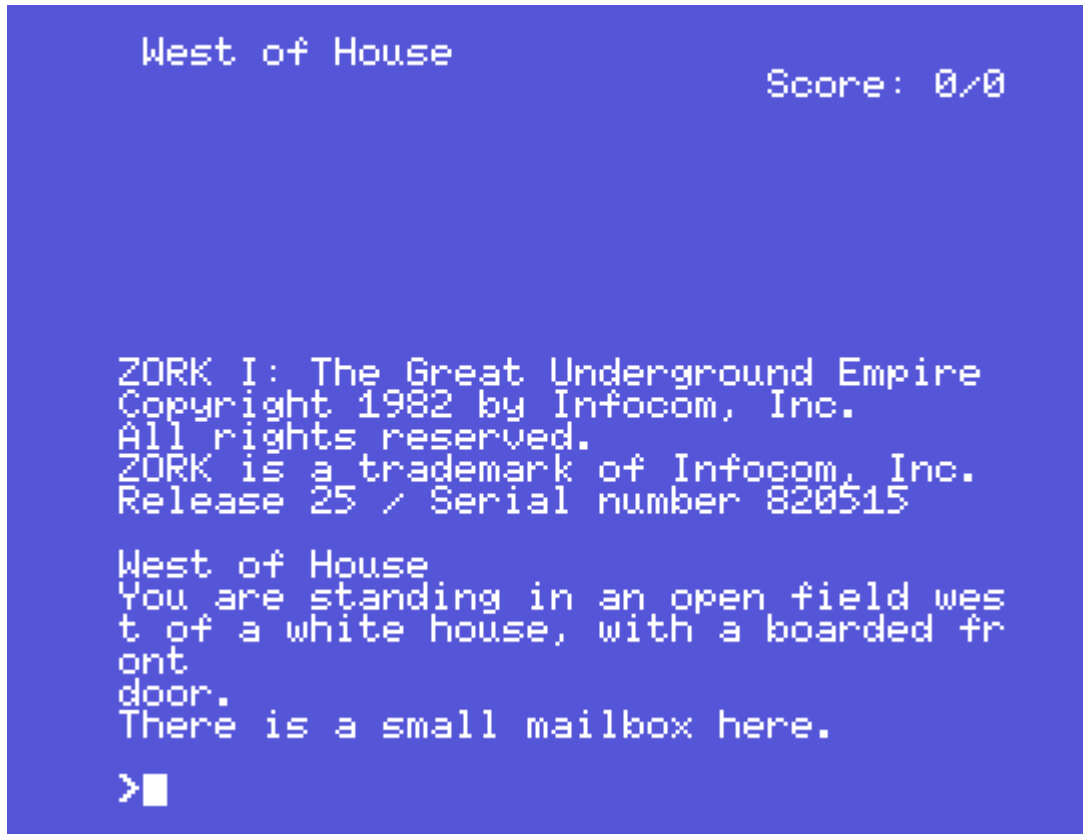 West of House
Score: 0/0
ZORK I: The Great Underground Empire
Copyright 1982 by Infocom, Inc.
All rights reserved.
ZORK is a trademark of Infocom, Inc.
Release 25 / Serial number 820515
West of House
You are standing in an open field wes
t of a white house, with a boarded fr
ont
door.
There is a small mailbox here.
>